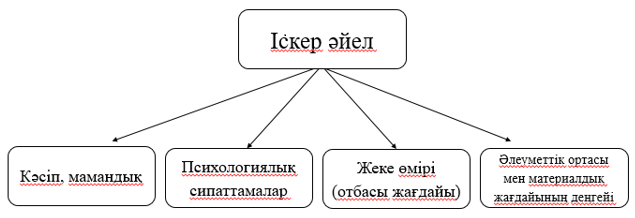 Іскер әйел
Кәсіп, мамандық
Психологиялық
сипаттамалар
Жеке өмірі
(отбасы жағдайы)
Әлеуметтік ортасы
мен материалдық
жағдайының деңгейі